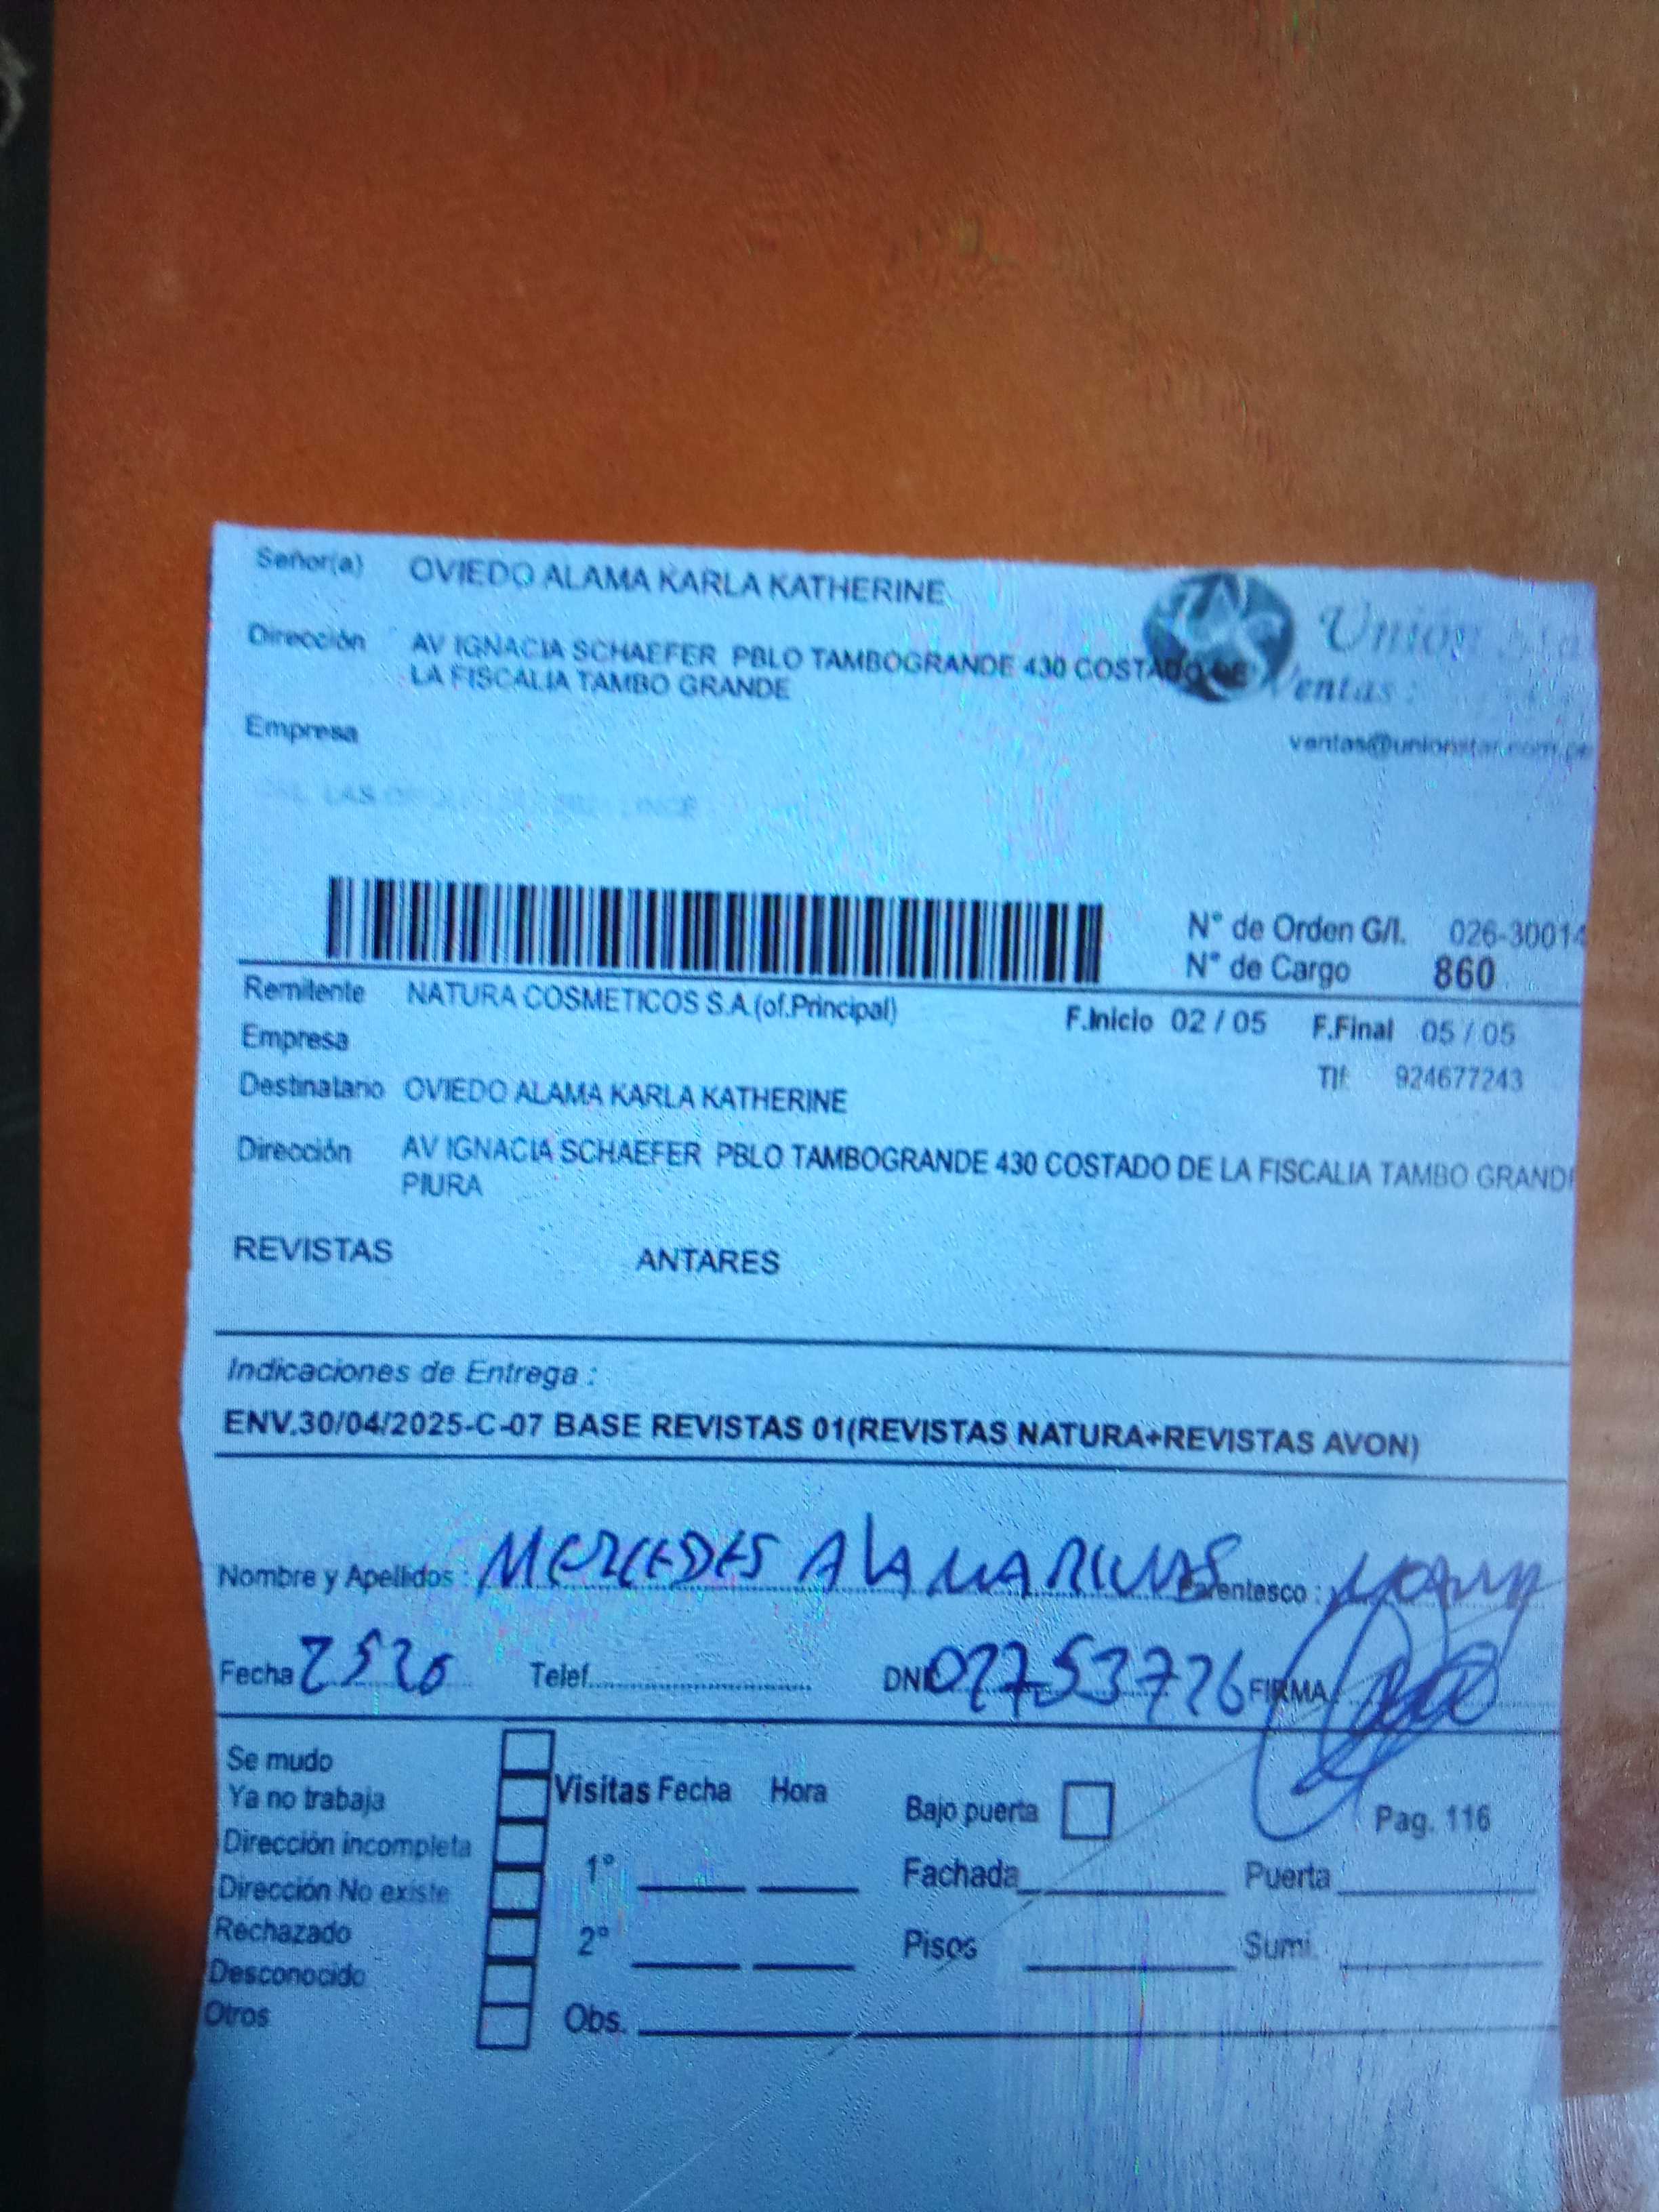 Señor(a) OVIEDO ALAMA KARLA KATHERINE
Unión
Dirección AV IGNACIA SCHAEFER PBLO TAMBOGRANDE 430 COSTADO DE
LA FISCALIA TAMBO GRANDE
Ventas :
Empresa
ventas@unionstar.com.pe
N° de Orden G/I. 026-30014
N° de Cargo 860
Remitente NATURA COSMETICOS S.A.(of.Principal)
F.Inicio 02 / 05 F.Final 05 / 05
Empresa
Tlf: 924677243
Destinatario OVIEDO ALAMA KARLA KATHERINE
Dirección AV IGNACIA SCHAEFER PBLO TAMBOGRANDE 430 COSTADO DE LA FISCALIA TAMBO GRANDE
PIURA
REVISTAS ANTARES
Indicaciones de Entrega :
ENV.30/04/2025-C-07 BASE REVISTAS 01(REVISTAS NATURA+REVISTAS AVON)
Nombre y Apellidos : MERCEDES ALAMA Parentesco :
Fecha Telef. DNI 02753726 FIRMA
Se mudo
Ya no trabaja
Dirección incompleta
Dirección No existe
Rechazado
Desconocido
Otros
Visitas Fecha Hora
1°
2°
Obs.
Bajo puerta
Pag. 116
Fachada Puerta
Pisos Sumi.